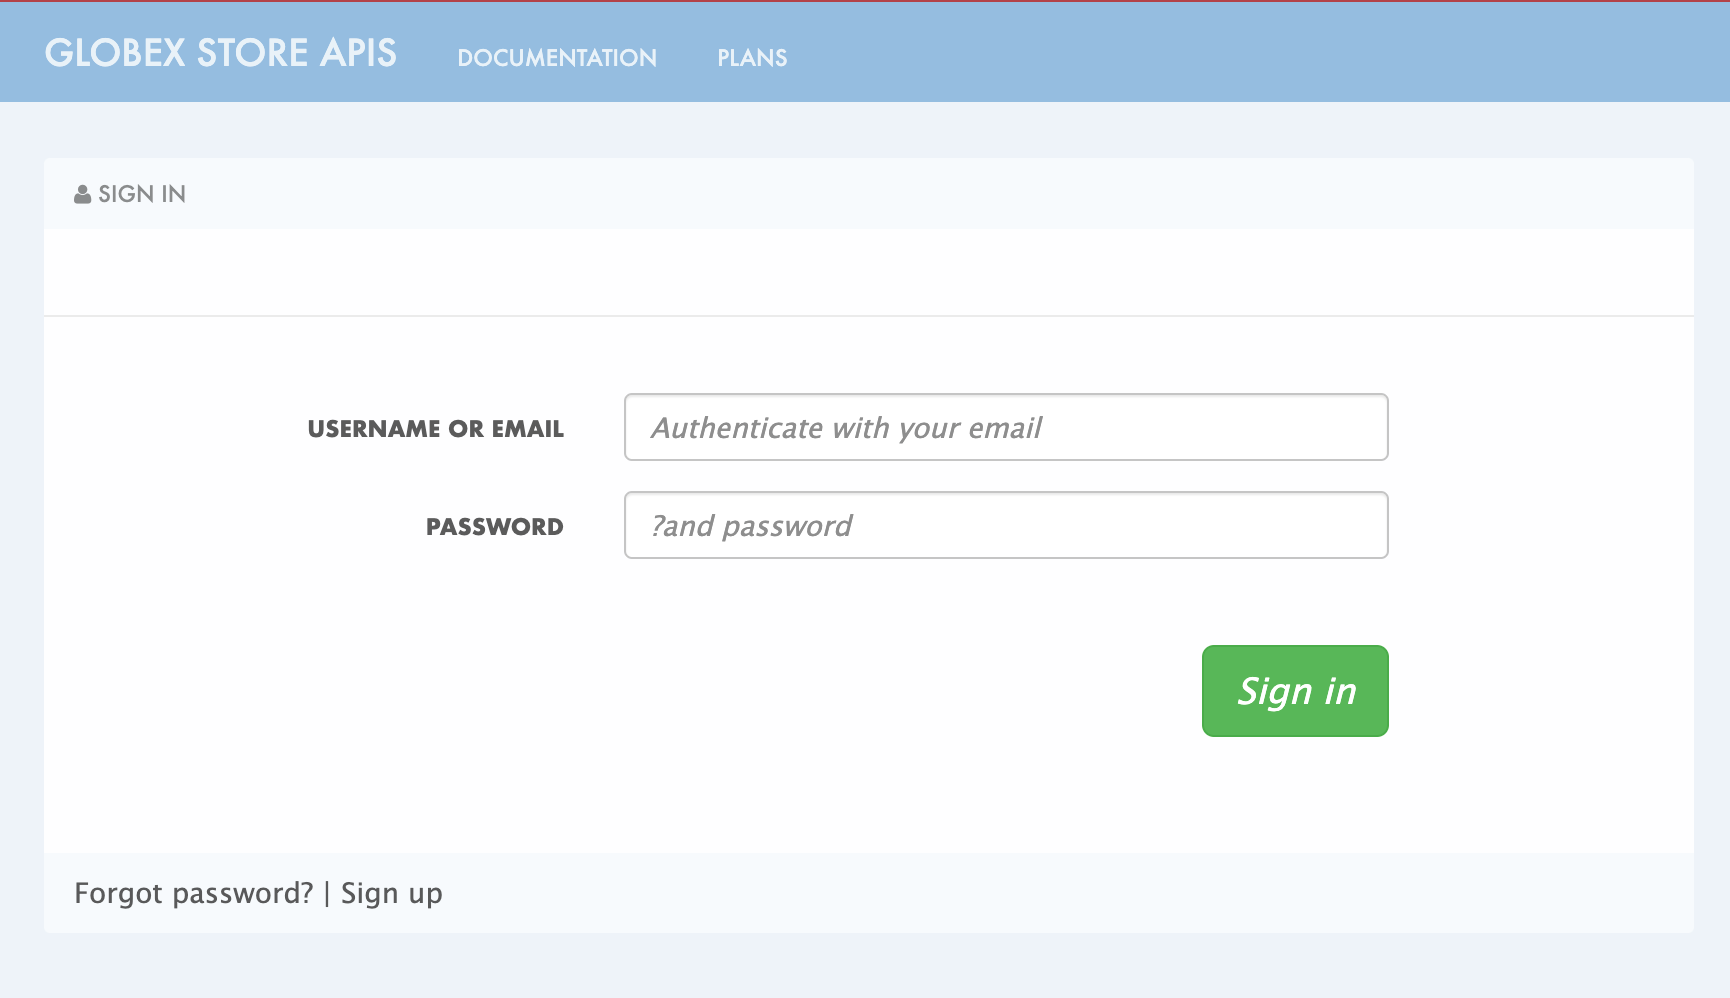 GLOBEX STORE APIS DOCUMENTATION PLANS
SIGN IN
USERNAME OR EMAIL Authenticate with your email
PASSWORD ?and password
Sign in
Forgot password? | Sign up